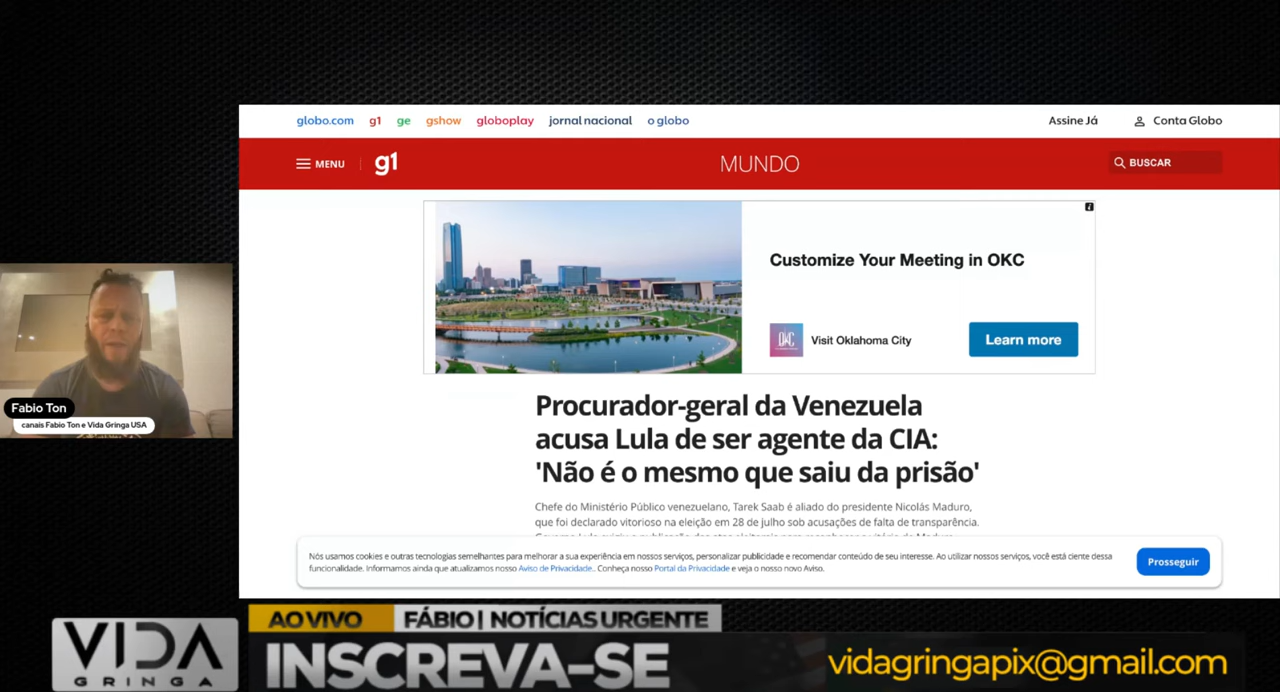 globo.com g1 ge gshow globoplay jornal nacional o globo Assine Já Conta Globo
MENU g1 MUNDO BUSCAR
Customize Your Meeting in OKC
OKC
Visit Oklahoma City
Learn more
Procurador-geral da Venezuela
acusa Lula de ser agente da CIA:
'Não é o mesmo que saiu da prisão'
Chefe do Ministério Público venezuelano, Tarek Saab é aliado do presidente Nicolás Maduro,
que foi declarado vitorioso na eleição em 28 de julho sob acusações de falta de transparência.
Nós usamos cookies e outras tecnologias semelhantes para melhorar a sua experiência em nossos serviços, personalizar publicidade e recomendar conteúdo de seu interesse. Ao utilizar nossos serviços, você está ciente dessa
funcionalidade. Informamos ainda que atualizamos nosso Aviso de Privacidade.. Conheça nosso Portal da Privacidade e veja o nosso novo Aviso.
Prosseguir
Fabio Ton
canais Fabio Ton e Vida Gringa USA
AO VIVO FÁBIO | NOTÍCIAS URGENTE
VIDA
GRINGA
INSCREVA-SE
vidagringapix@gmail.com